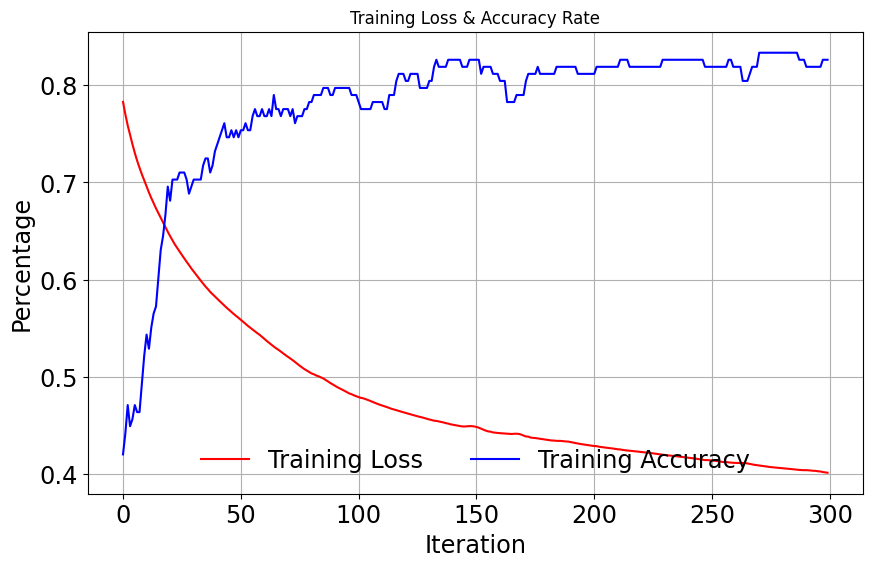 Training Loss & Accuracy Rate
Percentage
0.8
0.7
0.6
0.5
0.4
Training Loss Training Accuracy
0 50 100 150 200 250 300
Iteration